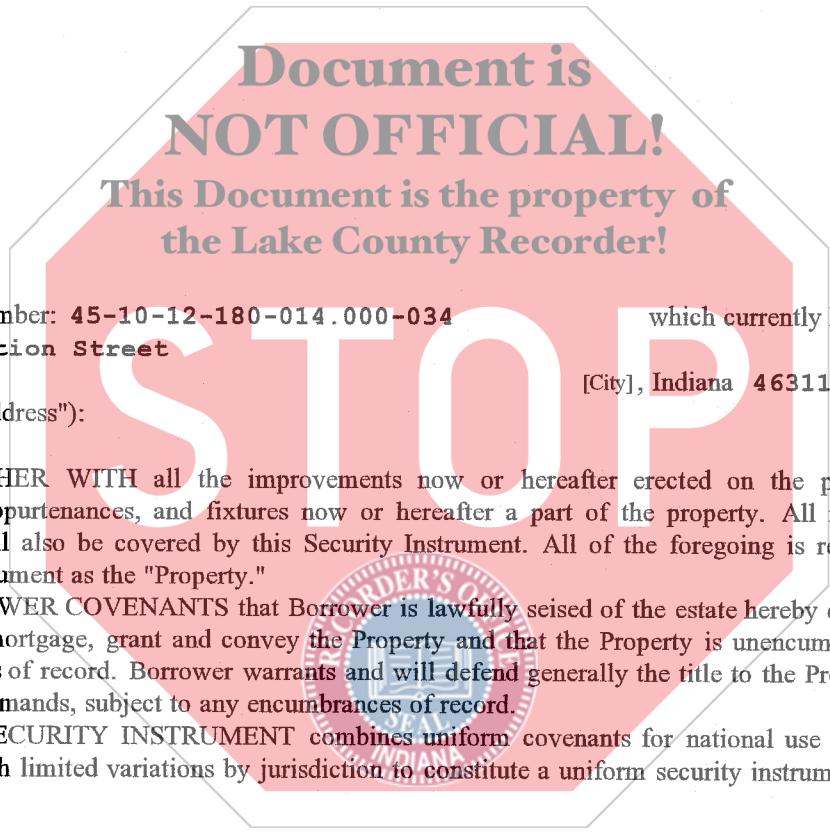 Document is
NOT OFFICIAL!
This Document is the property of
the Lake County Recorder!
STOP
mber: 45-10-12-180-014.000-034 which currently
tion Street
[City], Indiana 46311
ddress"):
HER WITH all the improvements now or hereafter erected on the p
ppurtenances, and fixtures now or hereafter a part of the property. All
l also be covered by this Security Instrument. All of the foregoing is re
ument as the "Property."
WER COVENANTS that Borrower is lawfully seised of the estate hereby
mortgage, grant and convey the Property and that the Property is unencum
s of record. Borrower warrants and will defend generally the title to the Pro
mands, subject to any encumbrances of record.
ECURITY INSTRUMENT combines uniform covenants for national use
h limited variations by jurisdiction to constitute a uniform security instrum
RECORDER'S OFFICE
SEAL
INDIANA